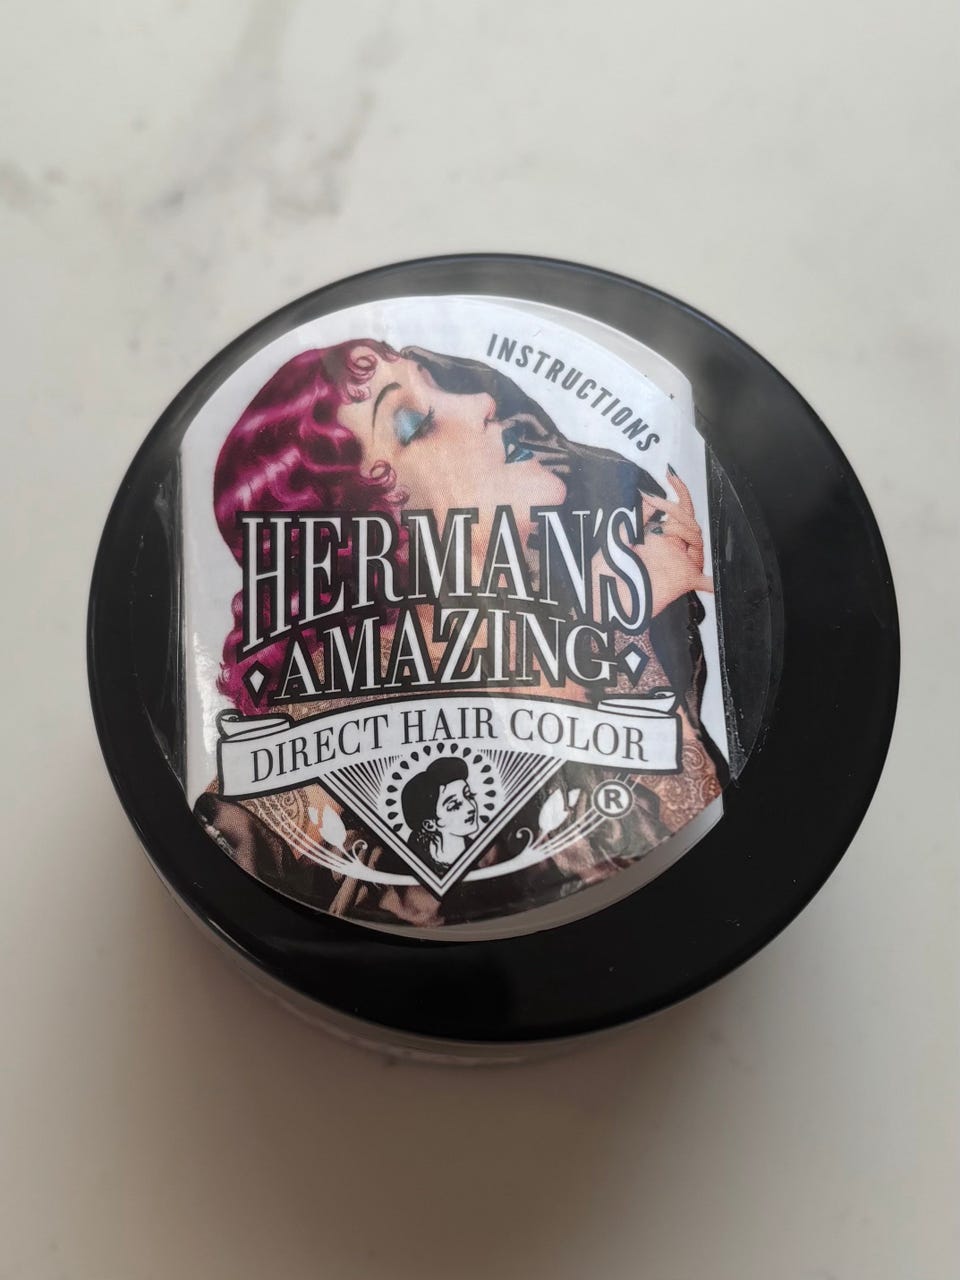 INSTRUCTIONS
HERMAN'S
AMAZING
DIRECT HAIR COLOR
®